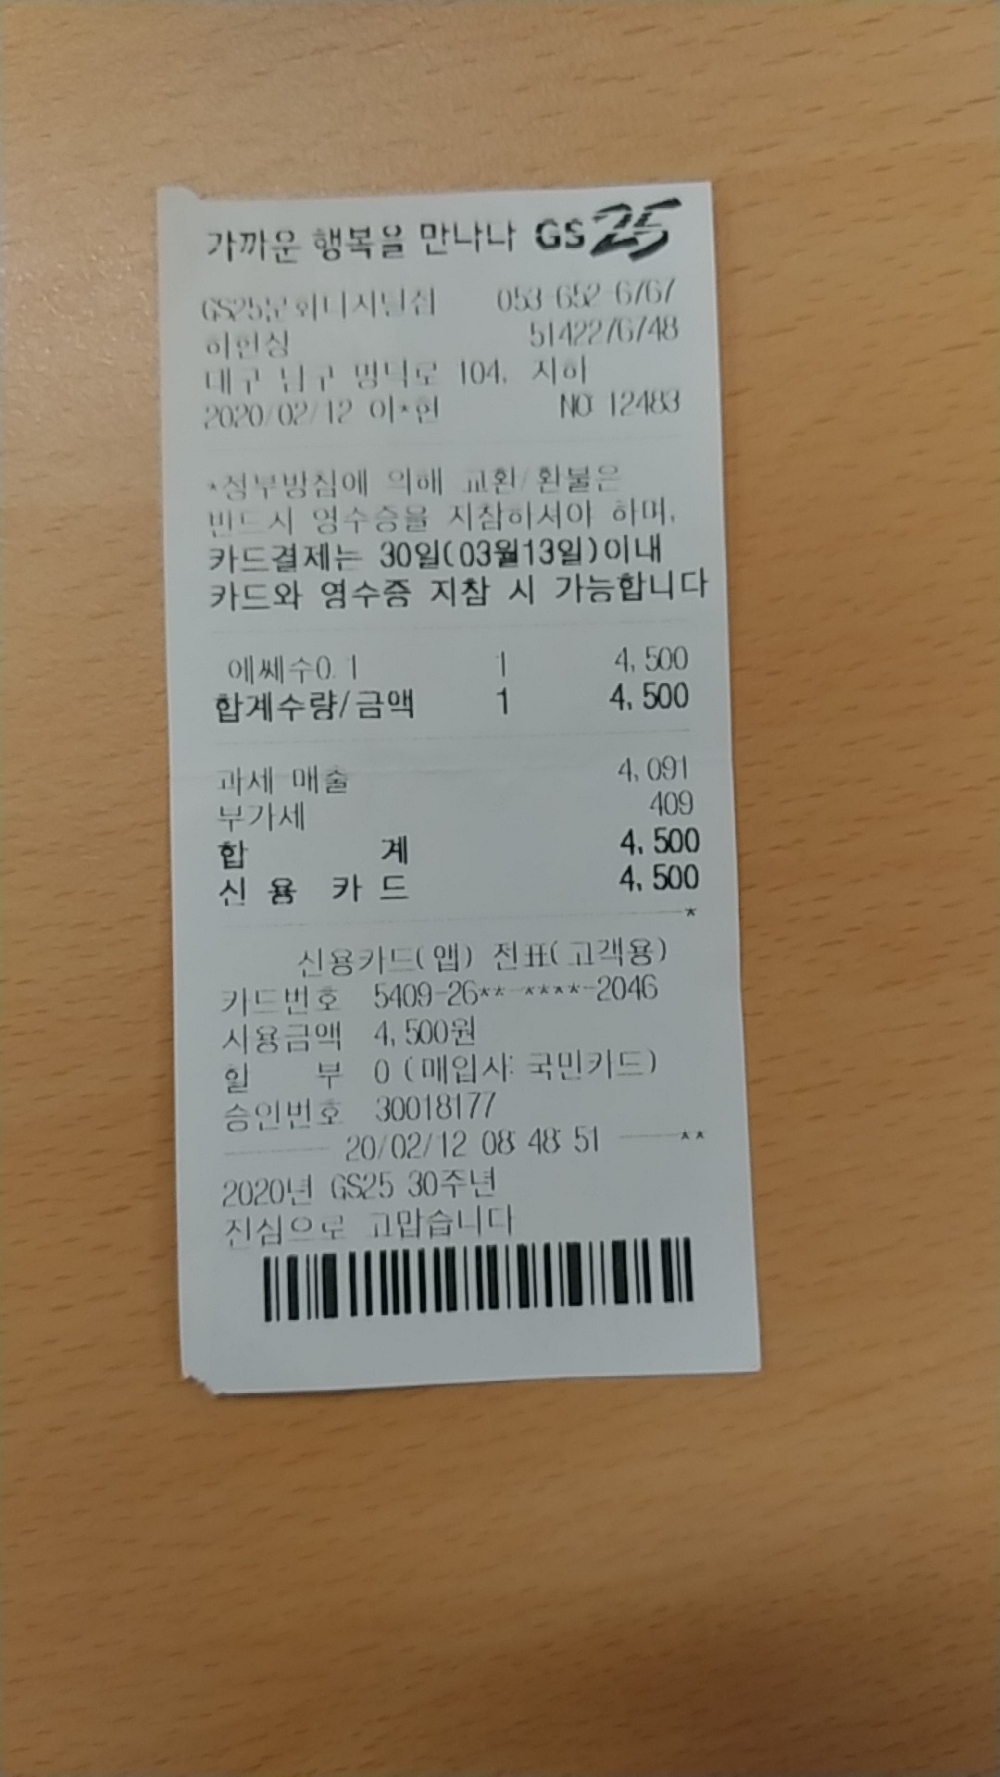 가까운 행복을 만나다 GS25
GS25문화디지털점 053-652-6767
허헌싱 5142276748
대구 남구 명덕로 104, 지하
2020/02/12 이*헌 NO: 12483
*정부방침에 의해 교환/환불은
반드시 영수증을 지참하셔야 하며,
카드결제는 30일(03월13일)이내
카드와 영수증 지참 시 가능합니다
에쎄수0.1 1 4,500
합계수량/금액 1 4,500
과세 매출 4,091
부가세 409
합 계 4,500
신 용 카 드 4,500
*
신용카드(앱) 전표(고객용)
카드번호 5409-26**-****-2046
사용금액 4,500원
할 부 0 (매입사: 국민카드)
승인번호 30018177
20/02/12 08:48:51 **
2020년 GS25 30주년
진심으로 고맙습니다